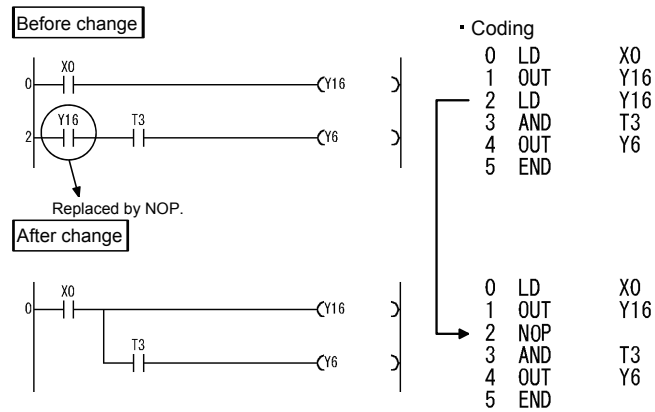 Before change
X0
0
Y16
Y16
T3
2
Y6
Replaced by NOP.
After change
X0
0
Y16
T3
Y6
▪ Coding
0 LD X0
1 OUT Y16
2 LD Y16
3 AND T3
4 OUT Y6
5 END
0 LD X0
1 OUT Y16
2 NOP
3 AND T3
4 OUT Y6
5 END